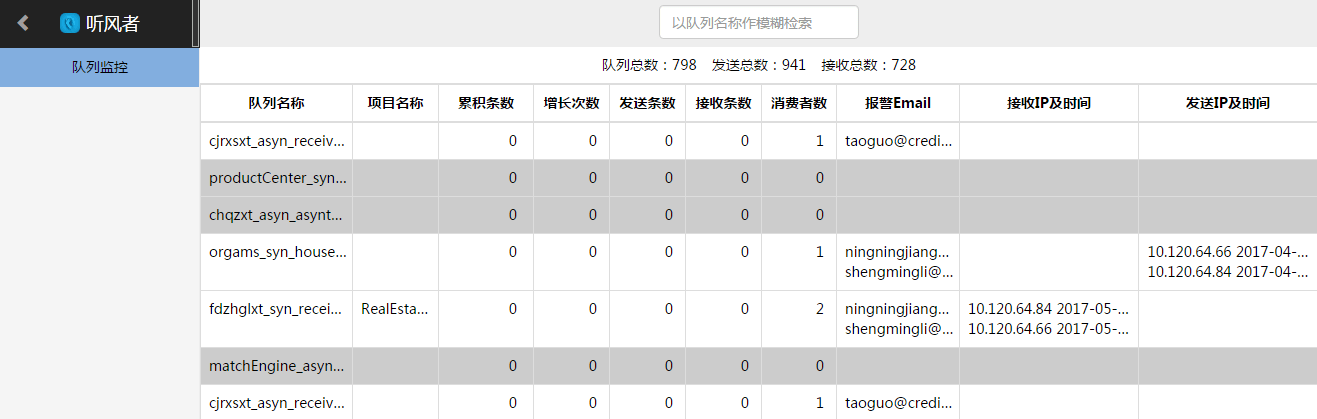 听风者
以队列名称作模糊检索
队列监控
队列总数：798 发送总数：941 接收总数：728
队列名称 项目名称 累积条数 增长次数 发送条数 接收条数 消费者数 报警Email 接收IP及时间 发送IP及时间
cjrxsxt_asyn_receiv... 0 0 0 0 1 taoguo@credi...
productCenter_syn... 0 0 0 0 0
chqzxt_asyn_asynt... 0 0 0 0 0
orgams_syn_house... 0 0 0 0 1 ningningjiang... 10.120.64.66 2017-04-...
shengmingli@... 10.120.64.84 2017-04-...
fdzhglxt_syn_recei... RealEsta... 0 0 0 0 2 ningningjiang... 10.120.64.84 2017-05-...
shengmingli@... 10.120.64.66 2017-05-...
matchEngine_asyn... 0 0 0 0 0
cjrxsxt_asyn_receiv... 0 0 0 0 1 taoguo@credi...